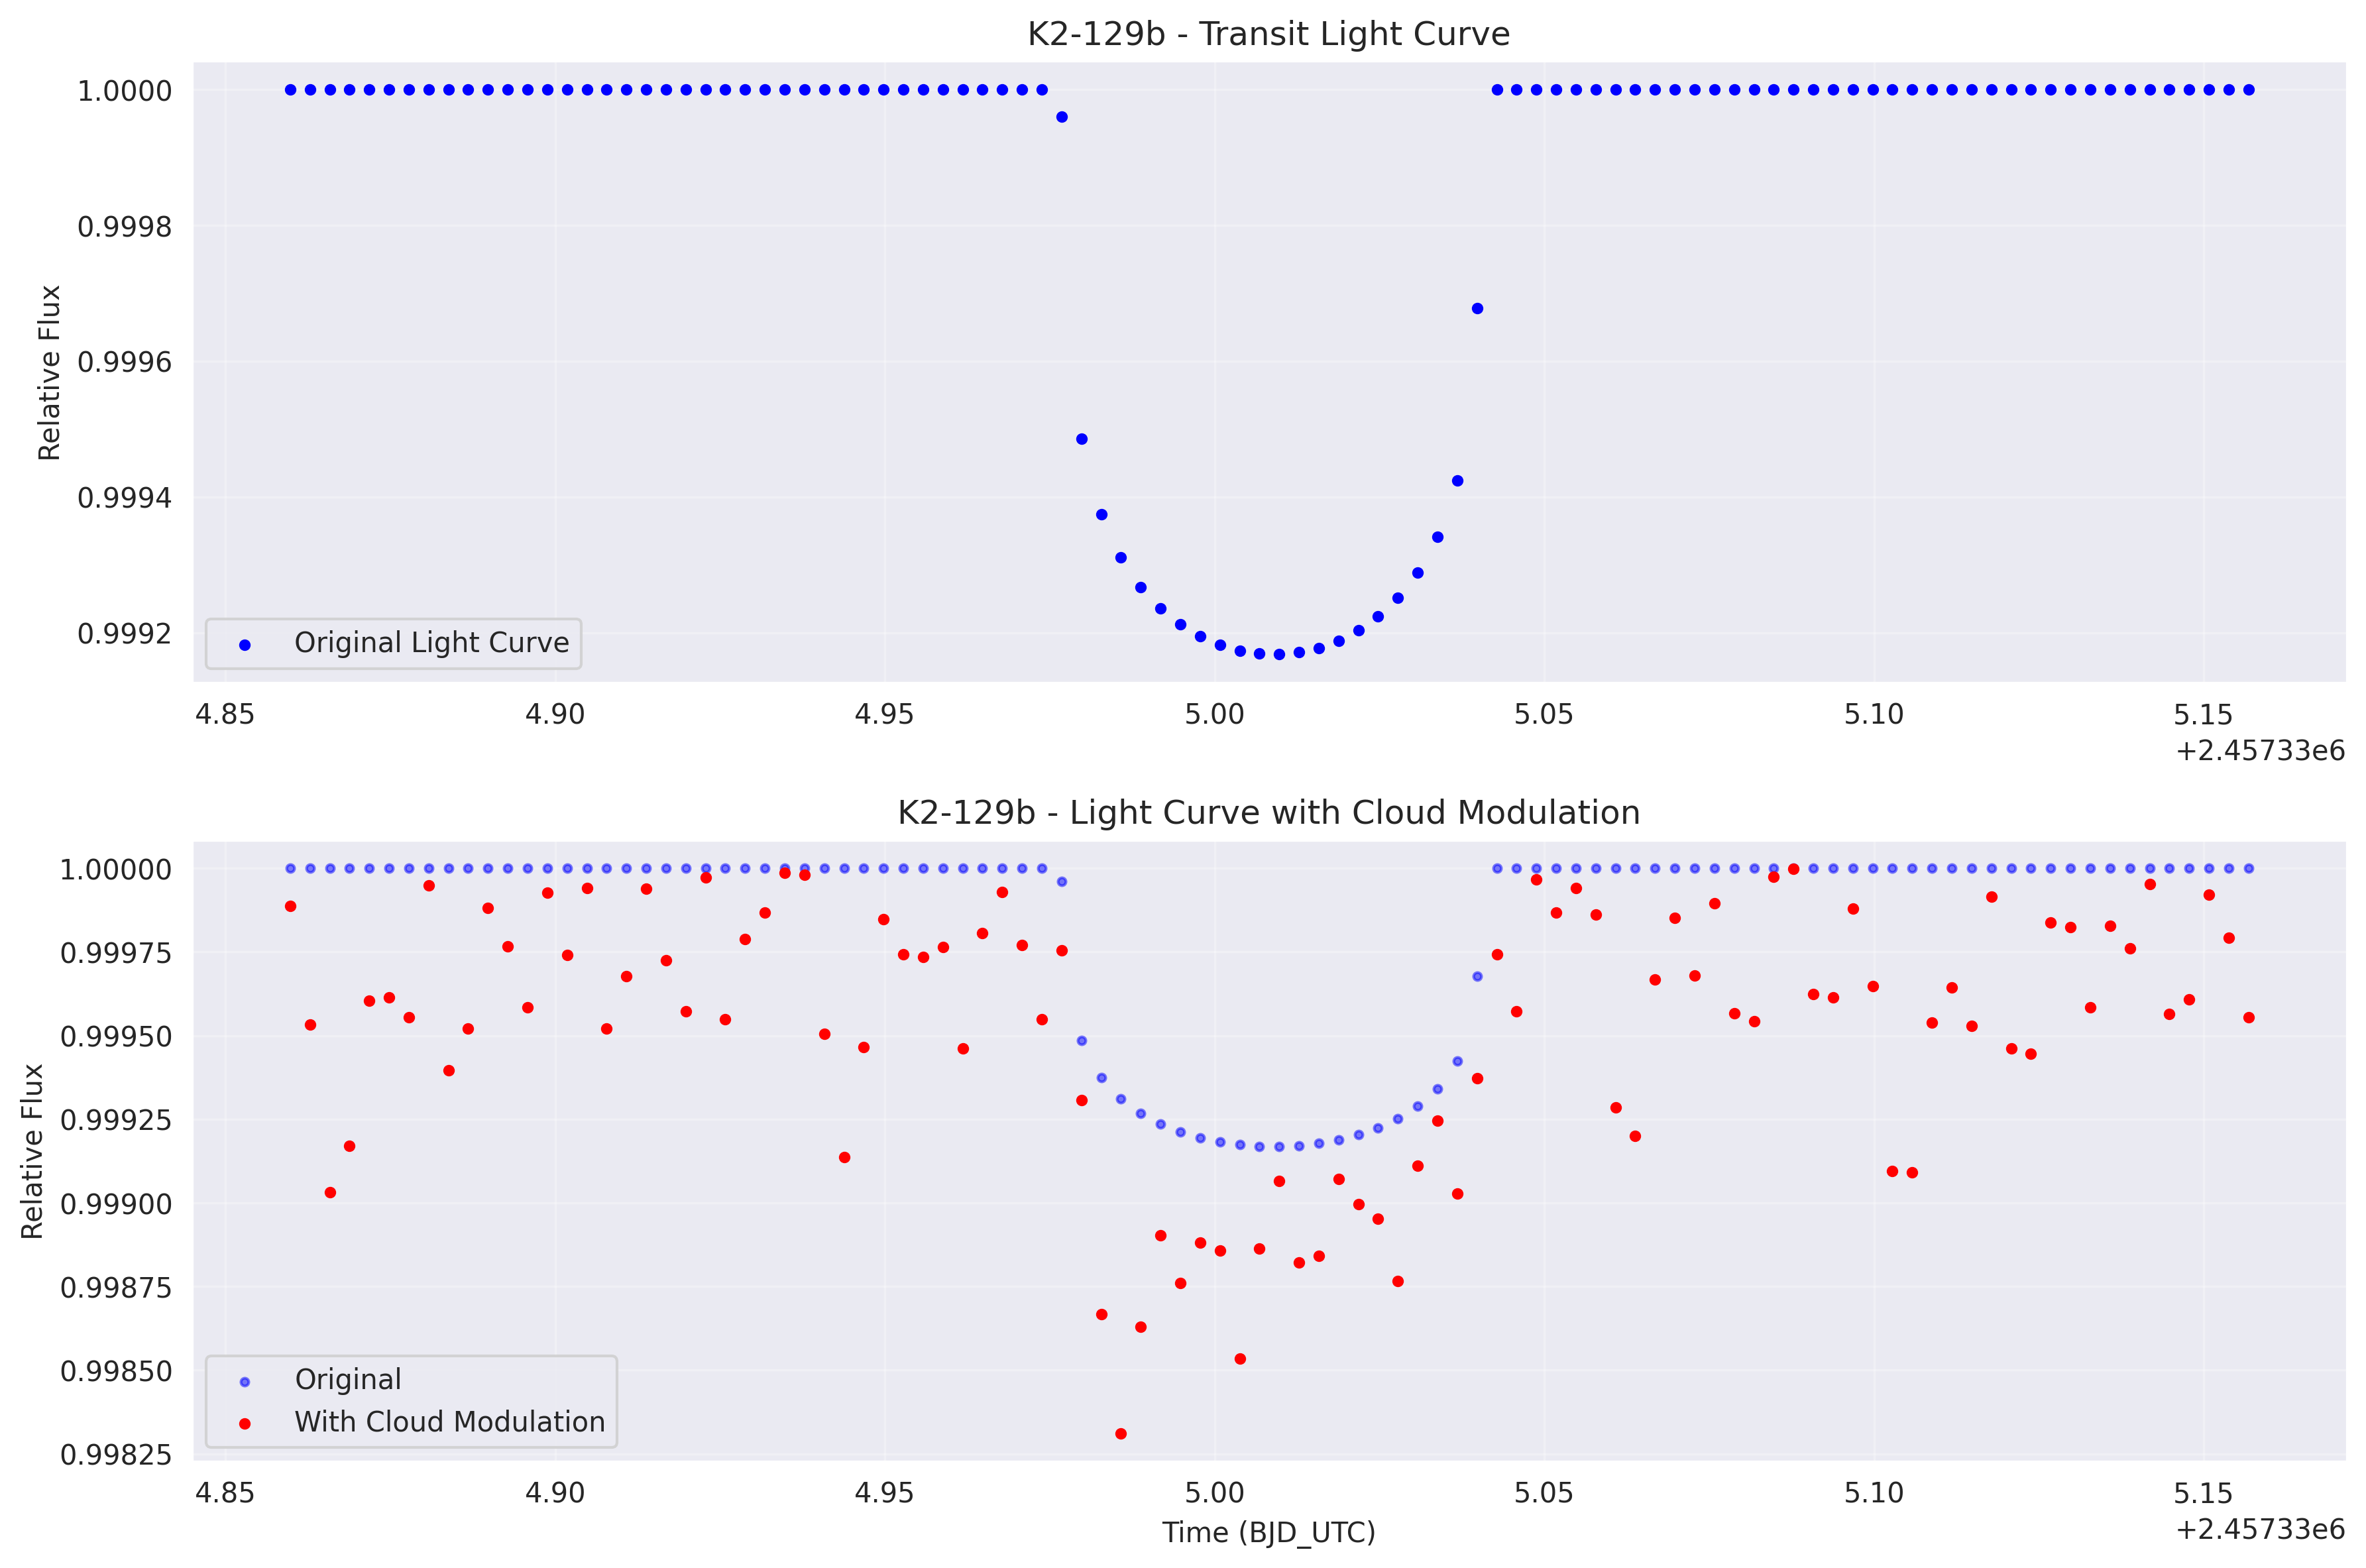 K2-129b - Transit Light Curve
Relative Flux
1.0000
0.9998
0.9996
0.9994
0.9992
Original Light Curve
4.85 4.90 4.95 5.00 5.05 5.10 5.15
+2.45733e6
K2-129b - Light Curve with Cloud Modulation
Relative Flux
1.00000
0.99975
0.99950
0.99925
0.99900
0.99875
0.99850
0.99825
Original
With Cloud Modulation
4.85 4.90 4.95 5.00 5.05 5.10 5.15
Time (BJD_UTC)
+2.45733e6